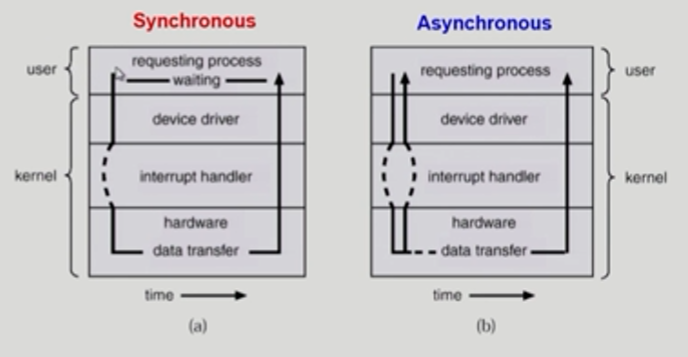 Synchronous
user
requesting process
waiting
device driver
kernel
interrupt handler
hardware
data transfer
time
(a)
Asynchronous
requesting process
user
device driver
interrupt handler
kernel
hardware
data transfer
time
(b)